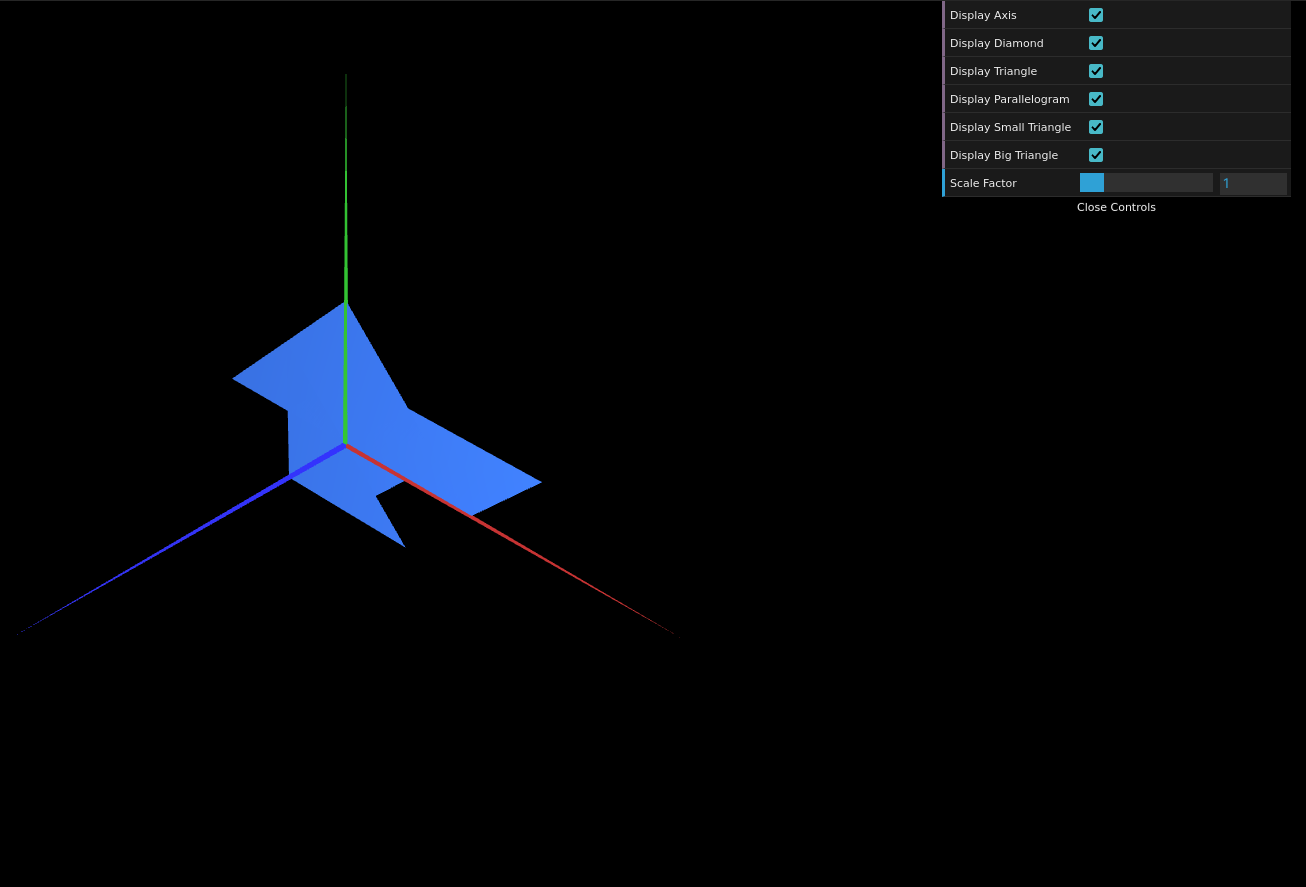 Display Axis
Display Diamond
Display Triangle
Display Parallelogram
Display Small Triangle
Display Big Triangle
Scale Factor 1
Close Controls